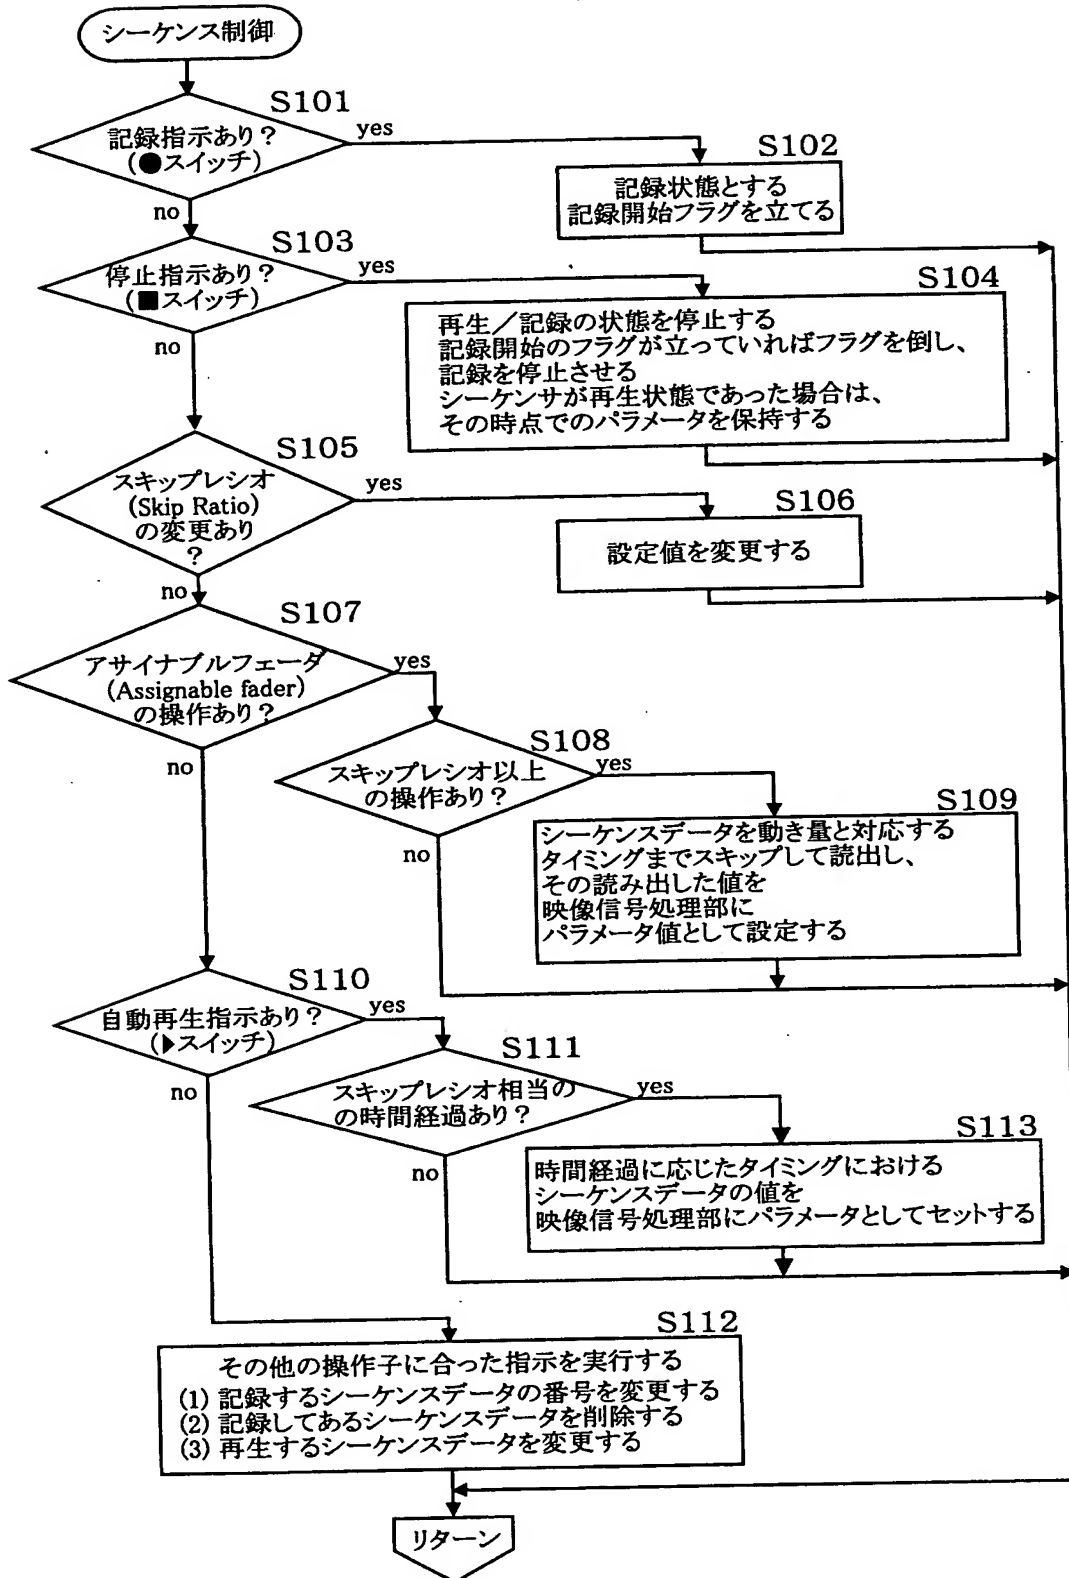 シーケンス制御
S101
記録指示あり?
(●スイッチ)
yes
no
S102
記録状態とする
記録開始フラグを立てる
S103
停止指示あり?
(■スイッチ)
yes
no
S104
再生／記録の状態を停止する
記録開始のフラグが立っていればフラグを倒し、
記録を停止させる
シーケンサが再生状態であった場合は、
その時点でのパラメータを保持する
S105
スキップレシオ
(Skip Ratio)
の変更あり
?
yes
no
S106
設定値を変更する
S107
アサイナブルフェーダ
(Assignable fader)
の操作あり?
yes
no
S108
スキップレシオ以上
の操作あり?
yes
no
S109
シーケンスデータを動き量と対応する
タイミングまでスキップして読出し、
その読み出した値を
映像信号処理部に
パラメータ値として設定する
S110
自動再生指示あり?
(▶スイッチ)
yes
no
S111
スキップレシオ相当の
の時間経過あり?
yes
no
S113
時間経過に応じたタイミングにおける
シーケンスデータの値を
映像信号処理部にパラメータとしてセットする
S112
その他の操作子に合った指示を実行する
(1) 記録するシーケンスデータの番号を変更する
(2) 記録してあるシーケンスデータを削除する
(3) 再生するシーケンスデータを変更する
リターン